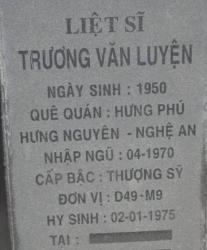 LIỆT SĨ
TRƯƠNG VĂN LUYỆN
NGÀY SINH : 1950
QUÊ QUÁN : HƯNG PHÚ
HƯNG NGUYÊN - NGHỆ AN
NHẬP NGŨ : 04-1970
CẤP BẬC : THƯỢNG SỸ
ĐƠN VỊ : D49-M9
HY SINH : 02-01-1975
TẠI :